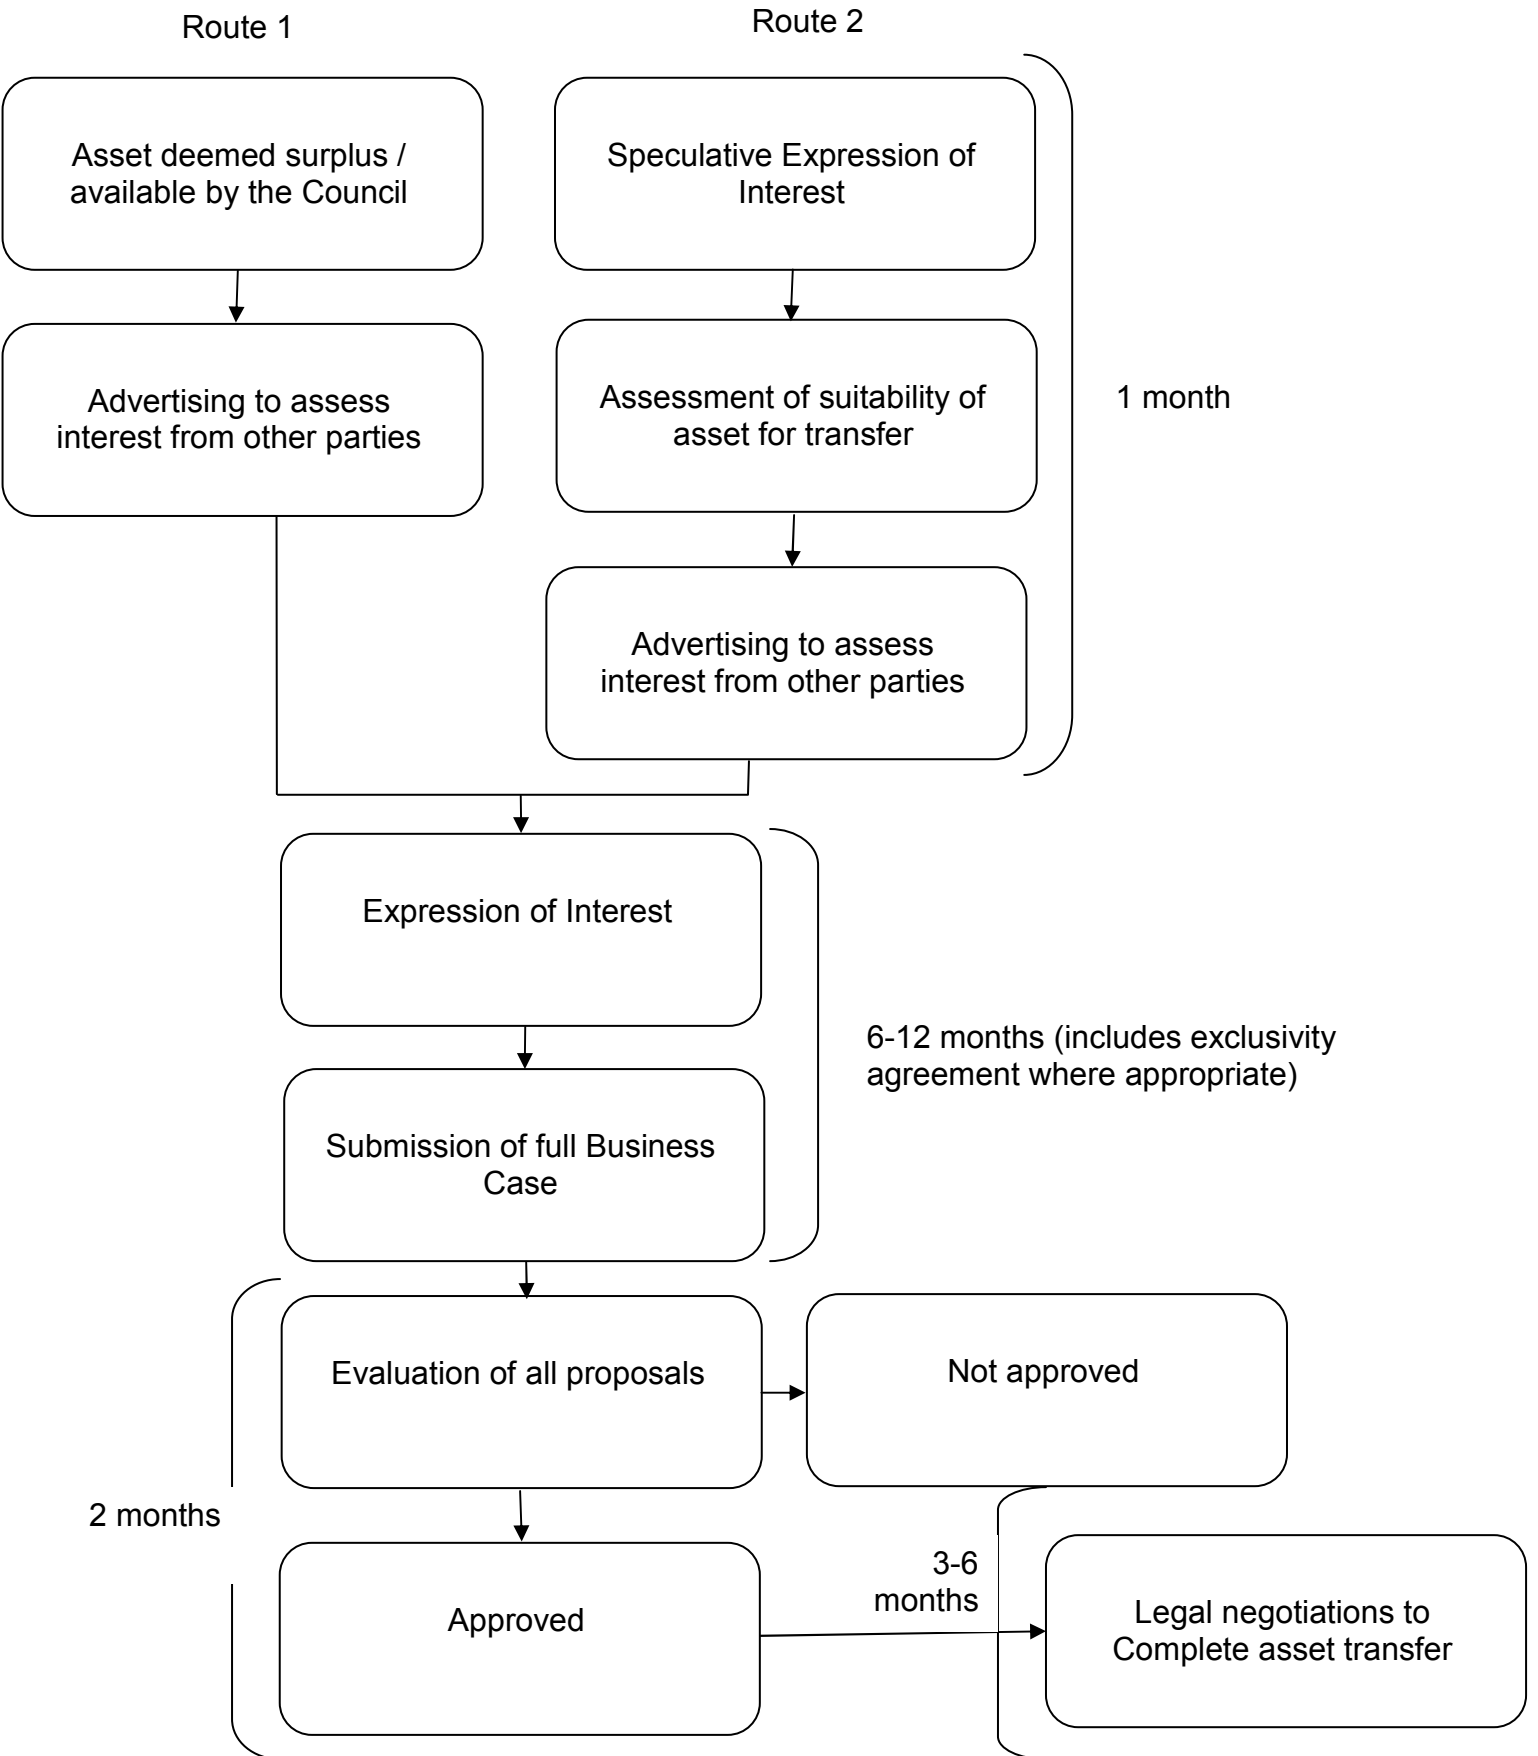 Route 1
Route 2
Asset deemed surplus /
available by the Council
Speculative Expression of
Interest
Advertising to assess
interest from other parties
Assessment of suitability of
asset for transfer
1 month
Advertising to assess
interest from other parties
Expression of Interest
6-12 months (includes exclusivity
agreement where appropriate)
Submission of full Business
Case
Evaluation of all proposals
Not approved
2 months
Approved
3-6
months
Legal negotiations to
Complete asset transfer